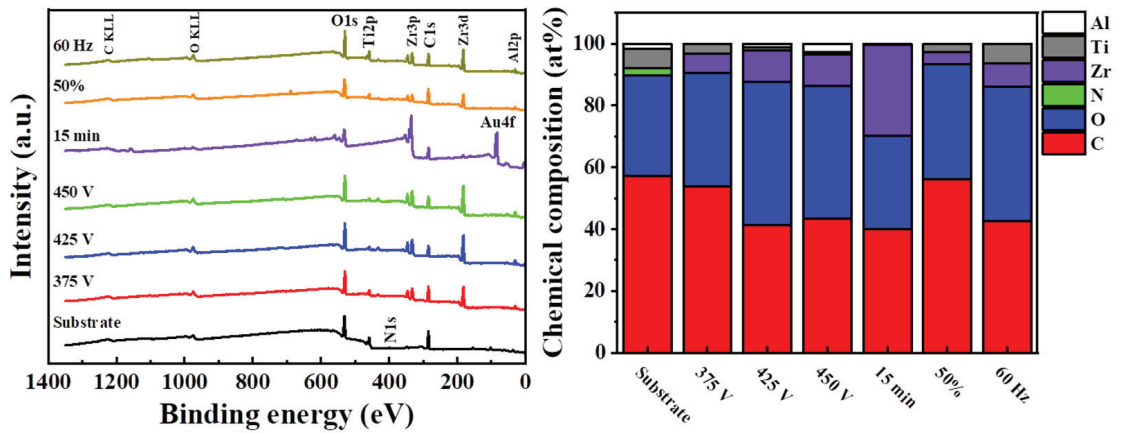 C KLL
O KLL
O1s
Ti2p
Zr3p
C1s
Zr3d
Al2p
60 Hz
50%
15 min
Au4f
450 V
425 V
375 V
Substrate
N1s
Intensity (a.u.)
1400 1200 1000 800 600 400 200 0
Binding energy (eV)
Chemical composition (at%)
100
80
60
40
20
0
Substrate
375 V
425 V
450 V
15 min
50%
60 Hz
Al
Ti
Zr
N
O
C